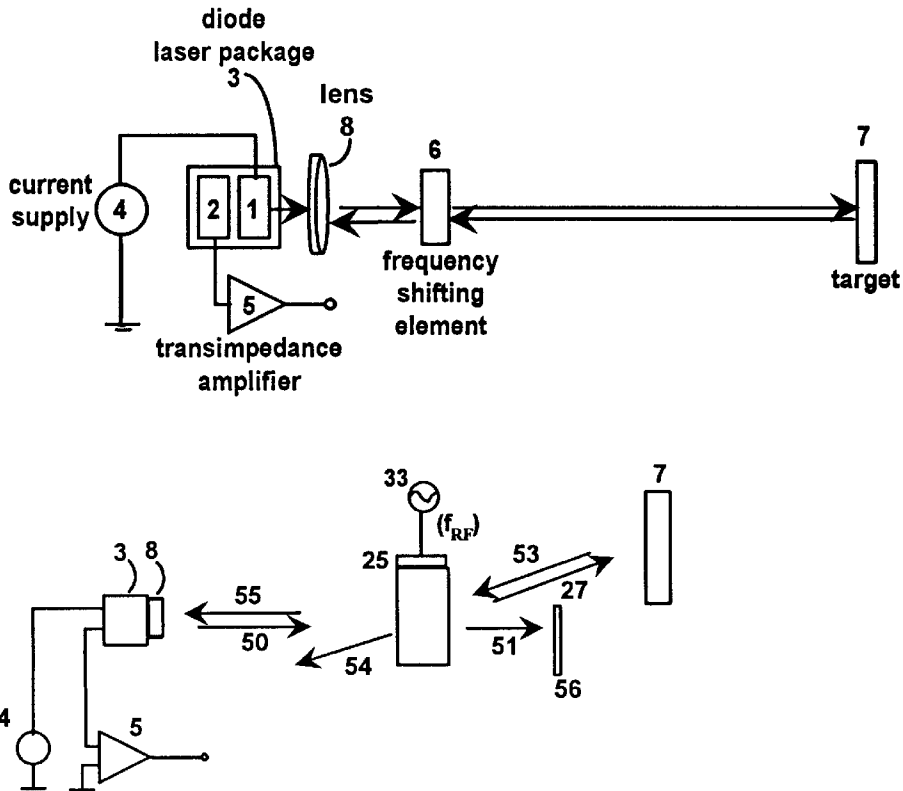 diode
laser package
3
lens
8
6
7
current
supply
4
2
1
5
frequency
shifting
element
target
transimpedance
amplifier
33
(fRF)
7
3
8
25
53
27
55
50
54
51
56
4
5